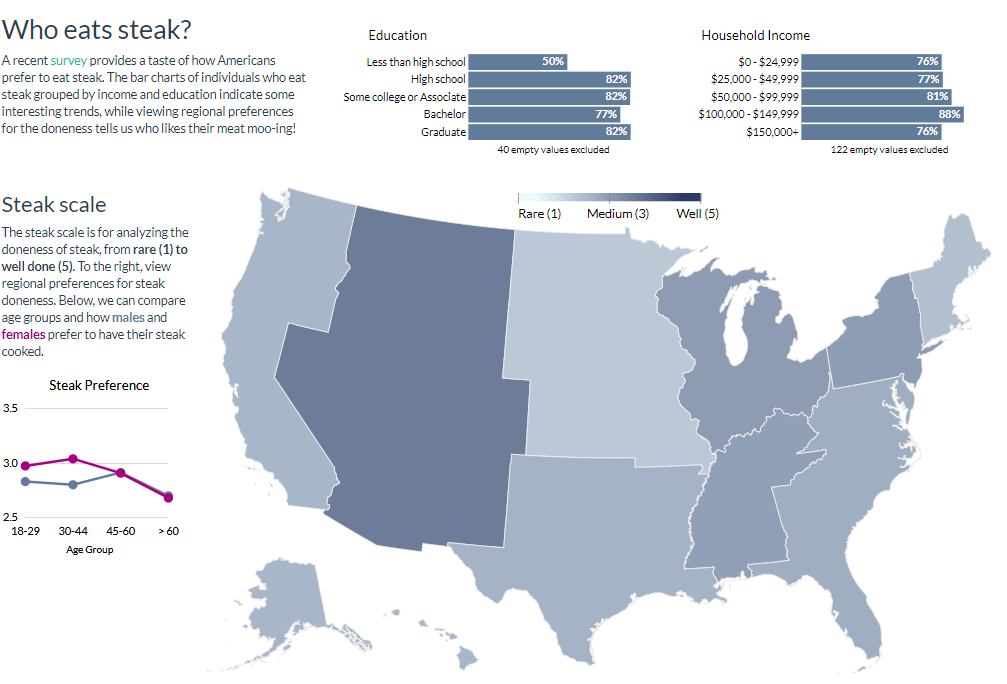 Who eats steak?
A recent survey provides a taste of how Americans
prefer to eat steak. The bar charts of individuals who eat
steak grouped by income and education indicate some
interesting trends, while viewing regional preferences
for the doneness tells us who likes their meat moo-ing!
Education
Less than high school 50%
High school 82%
Some college or Associate 82%
Bachelor 77%
Graduate 82%
40 empty values excluded
Household Income
$0 - $24,999 76%
$25,000 - $49,999 77%
$50,000 - $99,999 81%
$100,000 - $149,999 88%
$150,000+ 76%
122 empty values excluded
Rare (1) Medium (3) Well (5)
Steak scale
The steak scale is for analyzing the
doneness of steak, from rare (1) to
well done (5). To the right, view
regional preferences for steak
doneness. Below, we can compare
age groups and how males and
females prefer to have their steak
cooked.
Steak Preference
3.5
3.0
2.5
18-29 30-44 45-60 > 60
Age Group